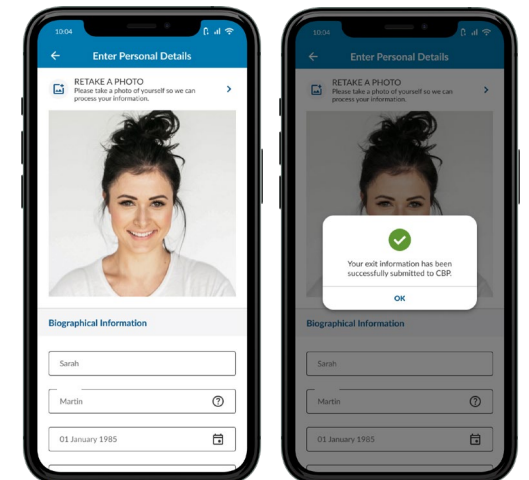 10:04
Enter Personal Details
RETAKE A PHOTO
Please take a photo of yourself so we can
process your information.
Biographical Information
Sarah
Martin
01 January 1985
10:04
Enter Personal Details
RETAKE A PHOTO
Please take a photo of yourself so we can
process your information.
Your exit information has been
successfully submitted to CBP.
OK
Biographical Information
Sarah
Martin
01 January 1985